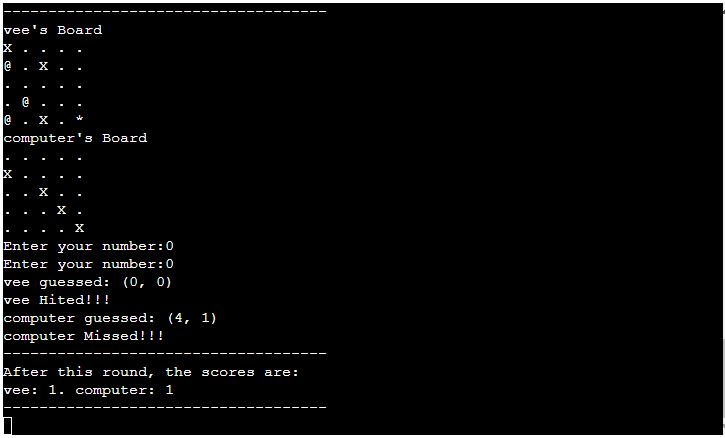 ------------------------------------
vee's Board
X . . . .
@ . X . .
. . . . .
. @ . . .
@ . X . *
computer's Board
. . . . .
X . . . .
. . X . .
. . . X .
. . . . X
Enter your number:0
Enter your number:0
vee guessed: (0, 0)
vee Hited!!!
computer guessed: (4, 1)
computer Missed!!!
------------------------------------
After this round, the scores are:
vee: 1. computer: 1
------------------------------------